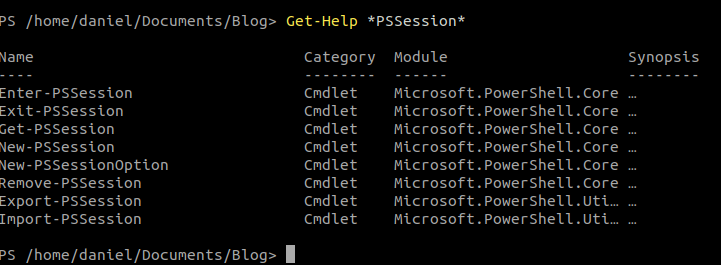 PS /home/daniel/Documents/Blog> Get-Help *PSSession*
Name Category Module Synopsis
---- -------- ------ --------
Enter-PSSession Cmdlet Microsoft.PowerShell.Core …
Exit-PSSession Cmdlet Microsoft.PowerShell.Core …
Get-PSSession Cmdlet Microsoft.PowerShell.Core …
New-PSSession Cmdlet Microsoft.PowerShell.Core …
New-PSSessionOption Cmdlet Microsoft.PowerShell.Core …
Remove-PSSession Cmdlet Microsoft.PowerShell.Core …
Export-PSSession Cmdlet Microsoft.PowerShell.Uti… …
Import-PSSession Cmdlet Microsoft.PowerShell.Uti… …
PS /home/daniel/Documents/Blog>